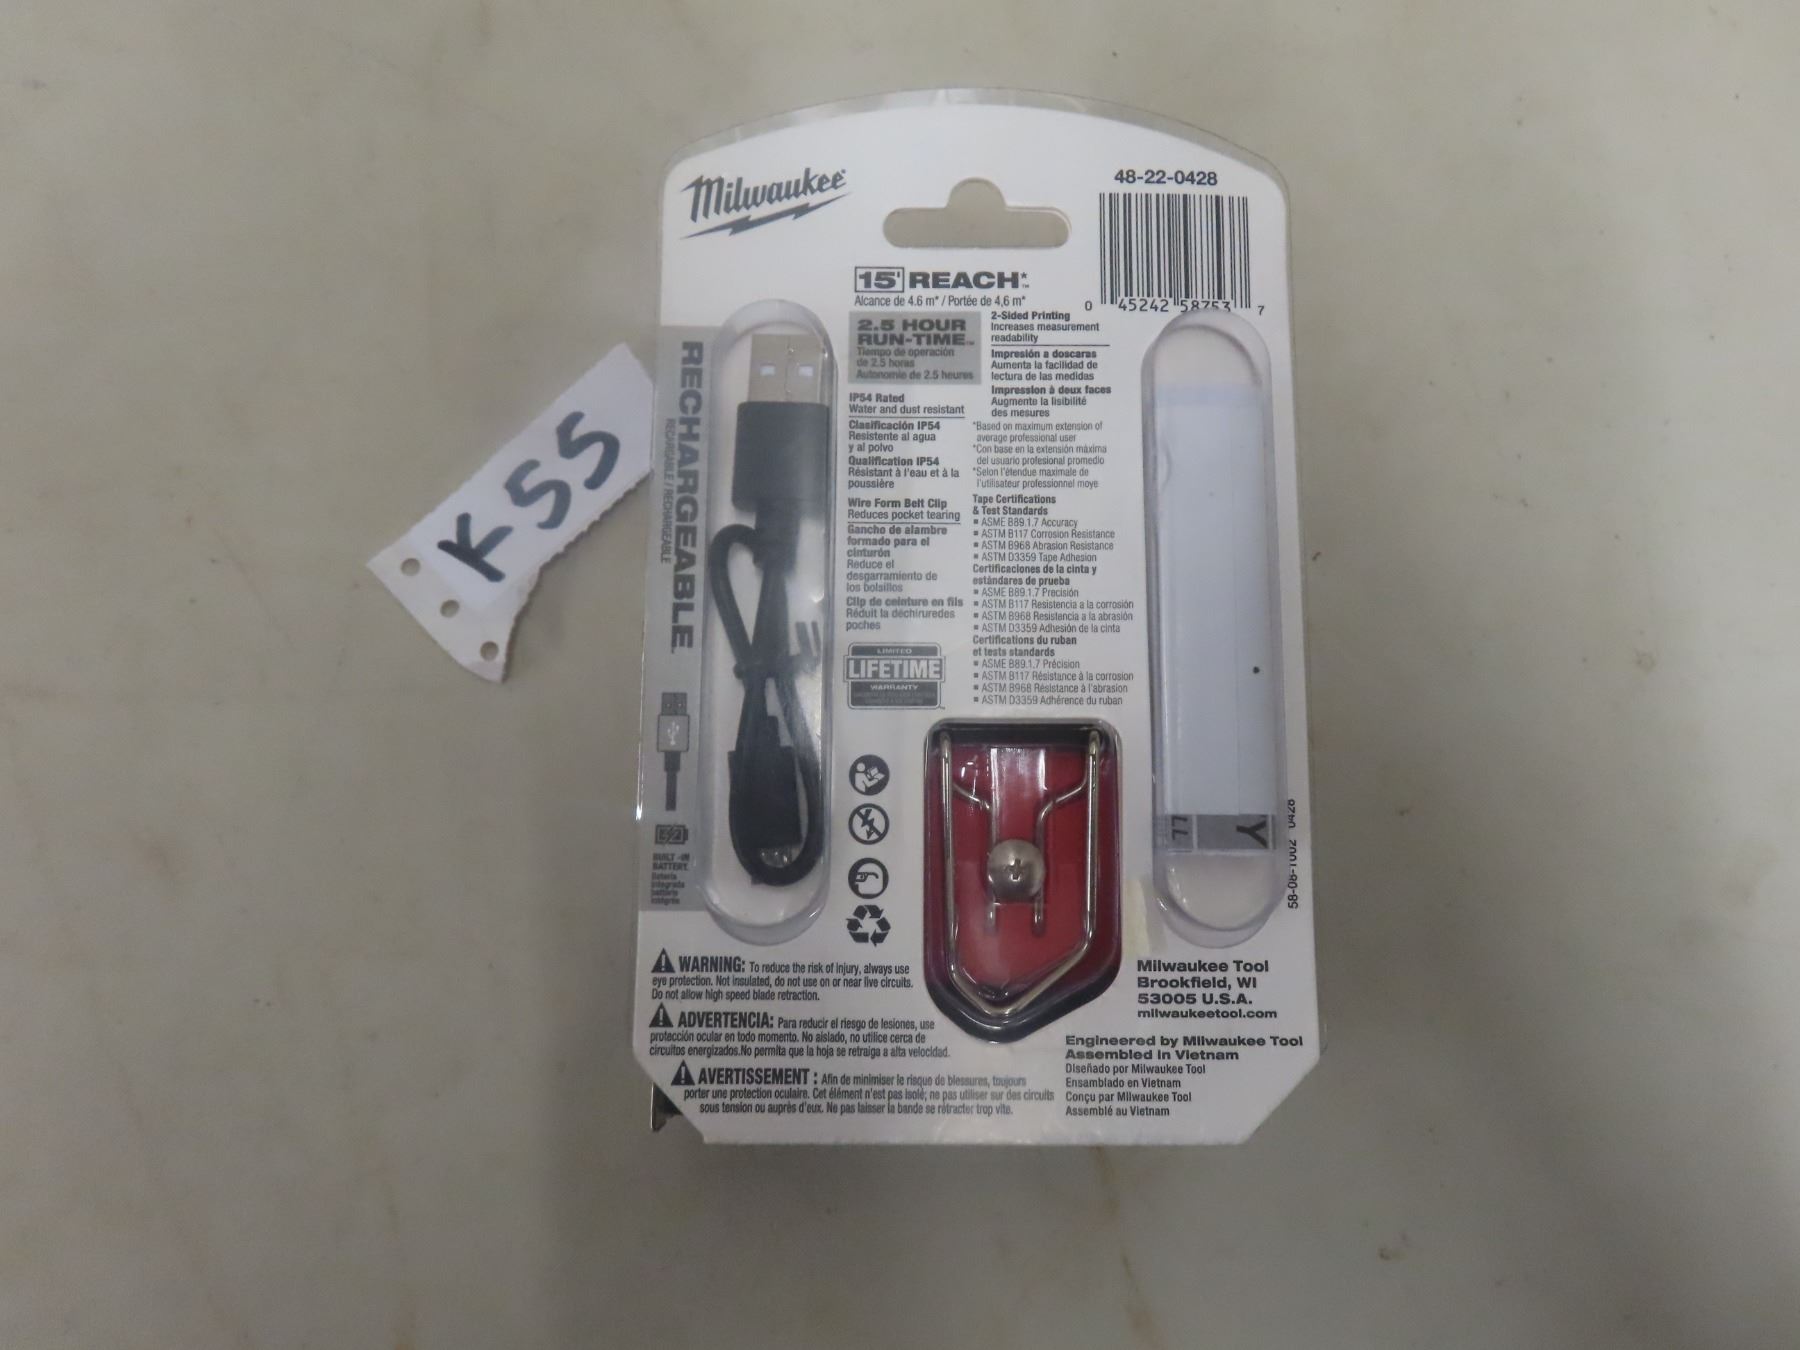 Milwaukee
48-22-0428
0 45242 58753 7
K55
15' REACH*™
Alcance de 4.6 m* / Portée de 4,6 m*
2.5 HOUR
RUN-TIME™
Tiempo de operación
de 2.5 horas
Autonomie de 2.5 heures
2-Sided Printing
Increases measurement
readability
Impresión a doscaras
Aumenta la facilidad de
lectura de las medidas
Impression à deux faces
Augmente la lisibilité
des mesures
IP54 Rated
Water and dust resistant
Clasificación IP54
Resistente al agua
y al polvo
Qualification IP54
Résistant à l'eau et à la
poussière
Wire Form Belt Clip
Reduces pocket tearing
Gancho de alambre
formado para el
cinturón
Reduce el
desgarramiento de
los bolsillos
Clip de ceinture en fils
Réduit la déchiruredes
poches
*Based on maximum extension of
average professional user
*Con base en la extensión máxima
del usuario profesional promedio
*Selon l'étendue maximale de
l'utilisateur professionnel moye
Tape Certifications
& Test Standards
ASME B89.1.7 Accuracy
ASTM B117 Corrosion Resistance
ASTM B968 Abrasion Resistance
ASTM D3359 Tape Adhesion
Certificaciones de la cinta y
estándares de prueba
ASME B89.1.7 Precisión
ASTM B117 Resistencia a la corrosión
ASTM B968 Resistencia a la abrasión
ASTM D3359 Adhesión de la cinta
Certifications du ruban
et tests standards
ASME B89.1.7 Précision
ASTM B117 Résistance à la corrosion
ASTM B968 Résistance à l'abrasion
ASTM D3359 Adhérence du ruban
LIMITED
LIFETIME
WARRANTY
RECHARGEABLE
RECARGABLE / RECHARGEABLE
BUILT-IN
BATTERY
Batería
integrada
batterie
intégrée
LL
Y
58-08-1002 0428
WARNING: To reduce the risk of injury, always use
eye protection. Not insulated, do not use on or near live circuits.
Do not allow high speed blade retraction.
ADVERTENCIA: Para reducir el riesgo de lesiones, use
protección ocular en todo momento. No aislado, no utilice cerca de
circuitos energizados.No permita que la hoja se retraiga a alta velocidad.
AVERTISSEMENT : Afin de minimiser le risque de blessures, toujours
porter une protection oculaire. Cet élément n'est pas isolé; ne pas utiliser sur des circuits
sous tension ou auprès d'eux. Ne pas laisser la bande se rétracter trop vite.
Milwaukee Tool
Brookfield, WI
53005 U.S.A.
milwaukeetool.com
Engineered by Milwaukee Tool
Assembled in Vietnam
Diseñado por Milwaukee Tool
Ensamblado en Vietnam
Conçu par Milwaukee Tool
Assemblé au Vietnam